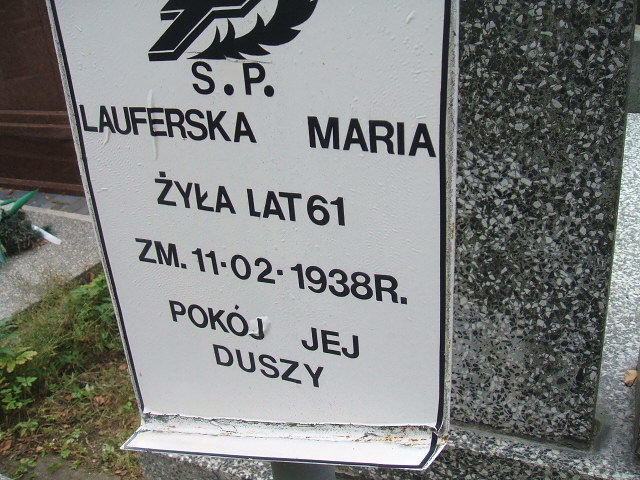 S.P.
LAUFERSKA MARIA
ŻYŁA LAT 61
ZM. 11·02·1938R.
POKÓJ JEJ
DUSZY